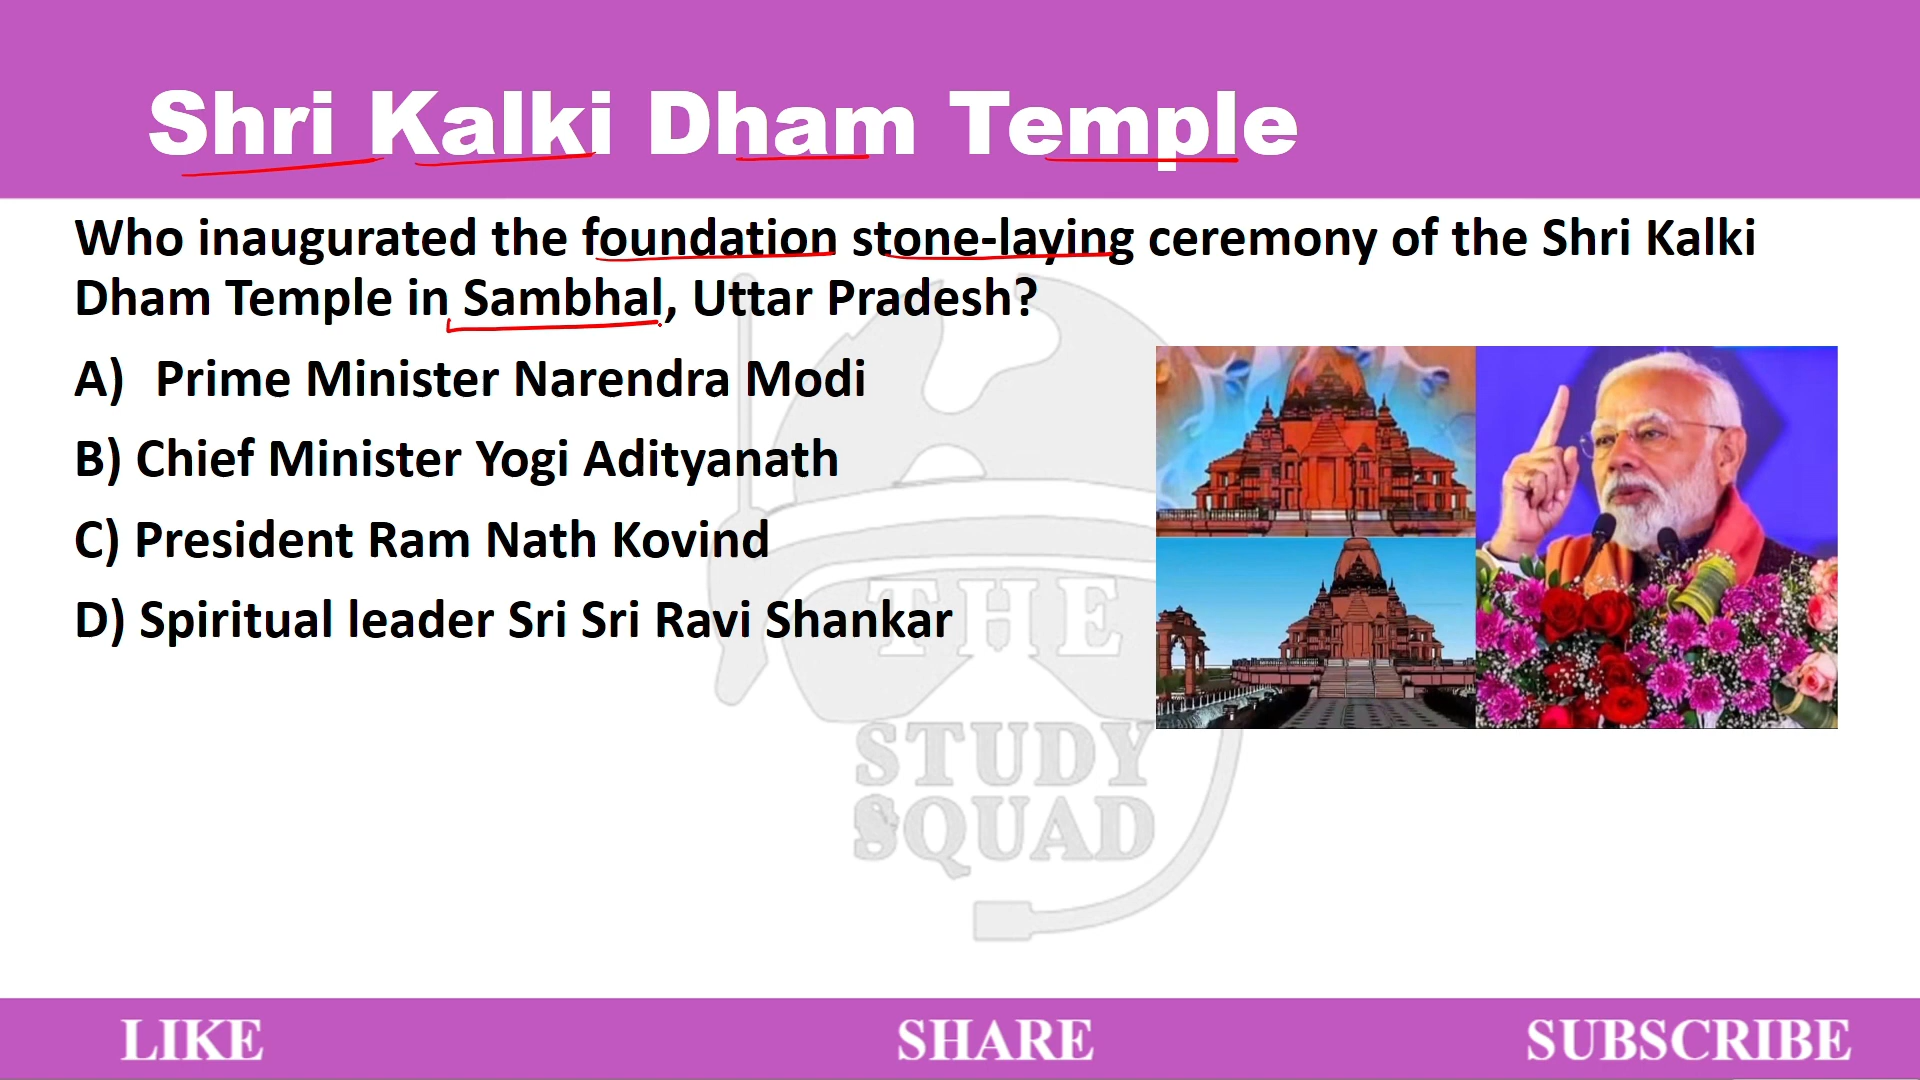 Shri Kalki Dham Temple
Who inaugurated the foundation stone-laying ceremony of the Shri Kalki
Dham Temple in Sambhal, Uttar Pradesh?
A) Prime Minister Narendra Modi
B) Chief Minister Yogi Adityanath
C) President Ram Nath Kovind
D) Spiritual leader Sri Sri Ravi Shankar
THE
STUDY
SQUAD
LIKE SHARE SUBSCRIBE